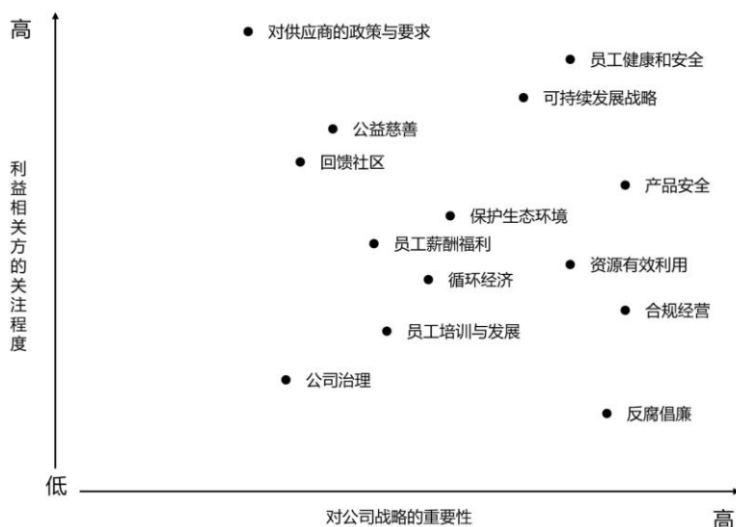 高
对供应商的政策与要求
员工健康和安全
可持续发展战略
公益慈善
回馈社区
产品安全
保护生态环境
员工薪酬福利
资源有效利用
循环经济
合规经营
员工培训与发展
公司治理
反腐倡廉
利益相关方的关注程度
低
对公司战略的重要性
高